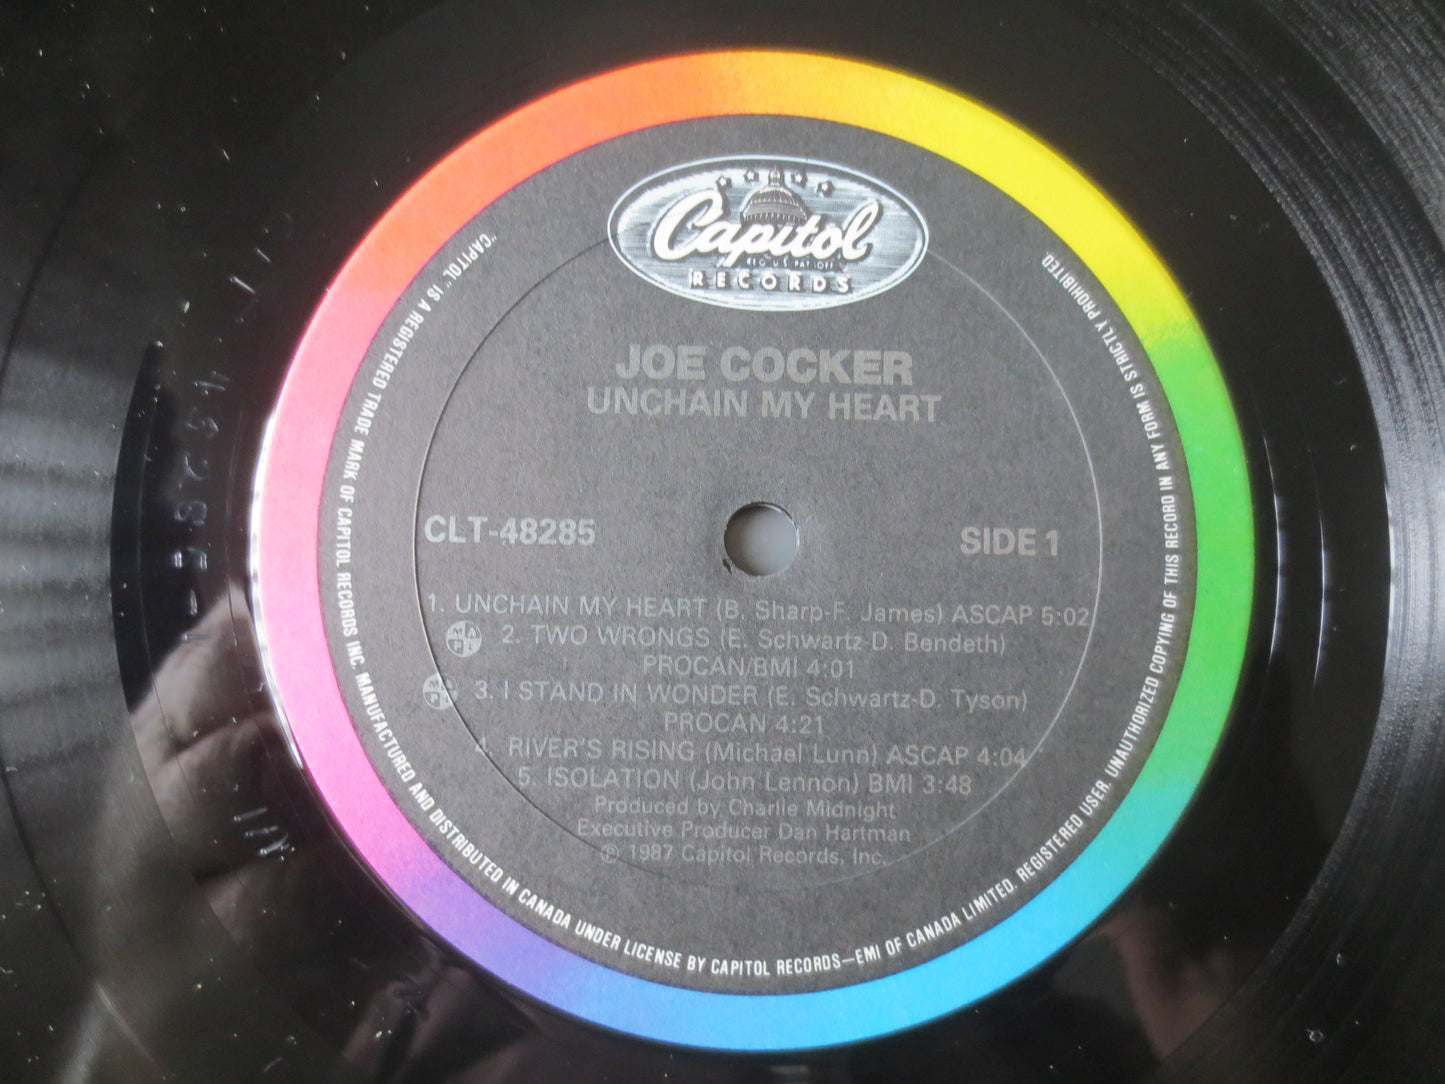 Capitol
REG. U.S. PAT. OFF.
RECORDS
JOE COCKER
UNCHAIN MY HEART
CLT-48285
SIDE 1
1. UNCHAIN MY HEART (B. Sharp-F. James) ASCAP 5:02
MAPL 2. TWO WRONGS (E. Schwartz-D. Bendeth)
PROCAN/BMI 4:01
3. I STAND IN WONDER (E. Schwartz-D. Tyson)
PROCAN 4:21
4. RIVER'S RISING (Michael Lunn) ASCAP 4:04
5. ISOLATION (John Lennon) BMI 3:48
Produced by Charlie Midnight
Executive Producer Dan Hartman
℗ 1987 Capitol Records, Inc.
"CAPITOL" IS A REGISTERED TRADE MARK OF CAPITOL RECORDS INC. MANUFACTURED AND DISTRIBUTED IN CANADA UNDER LICENSE BY CAPITOL RECORDS—EMI OF CANADA LIMITED. REGISTERED USER. UNAUTHORIZED COPYING OF THIS RECORD IN ANY FORM IS STRICTLY PROHIBITED.